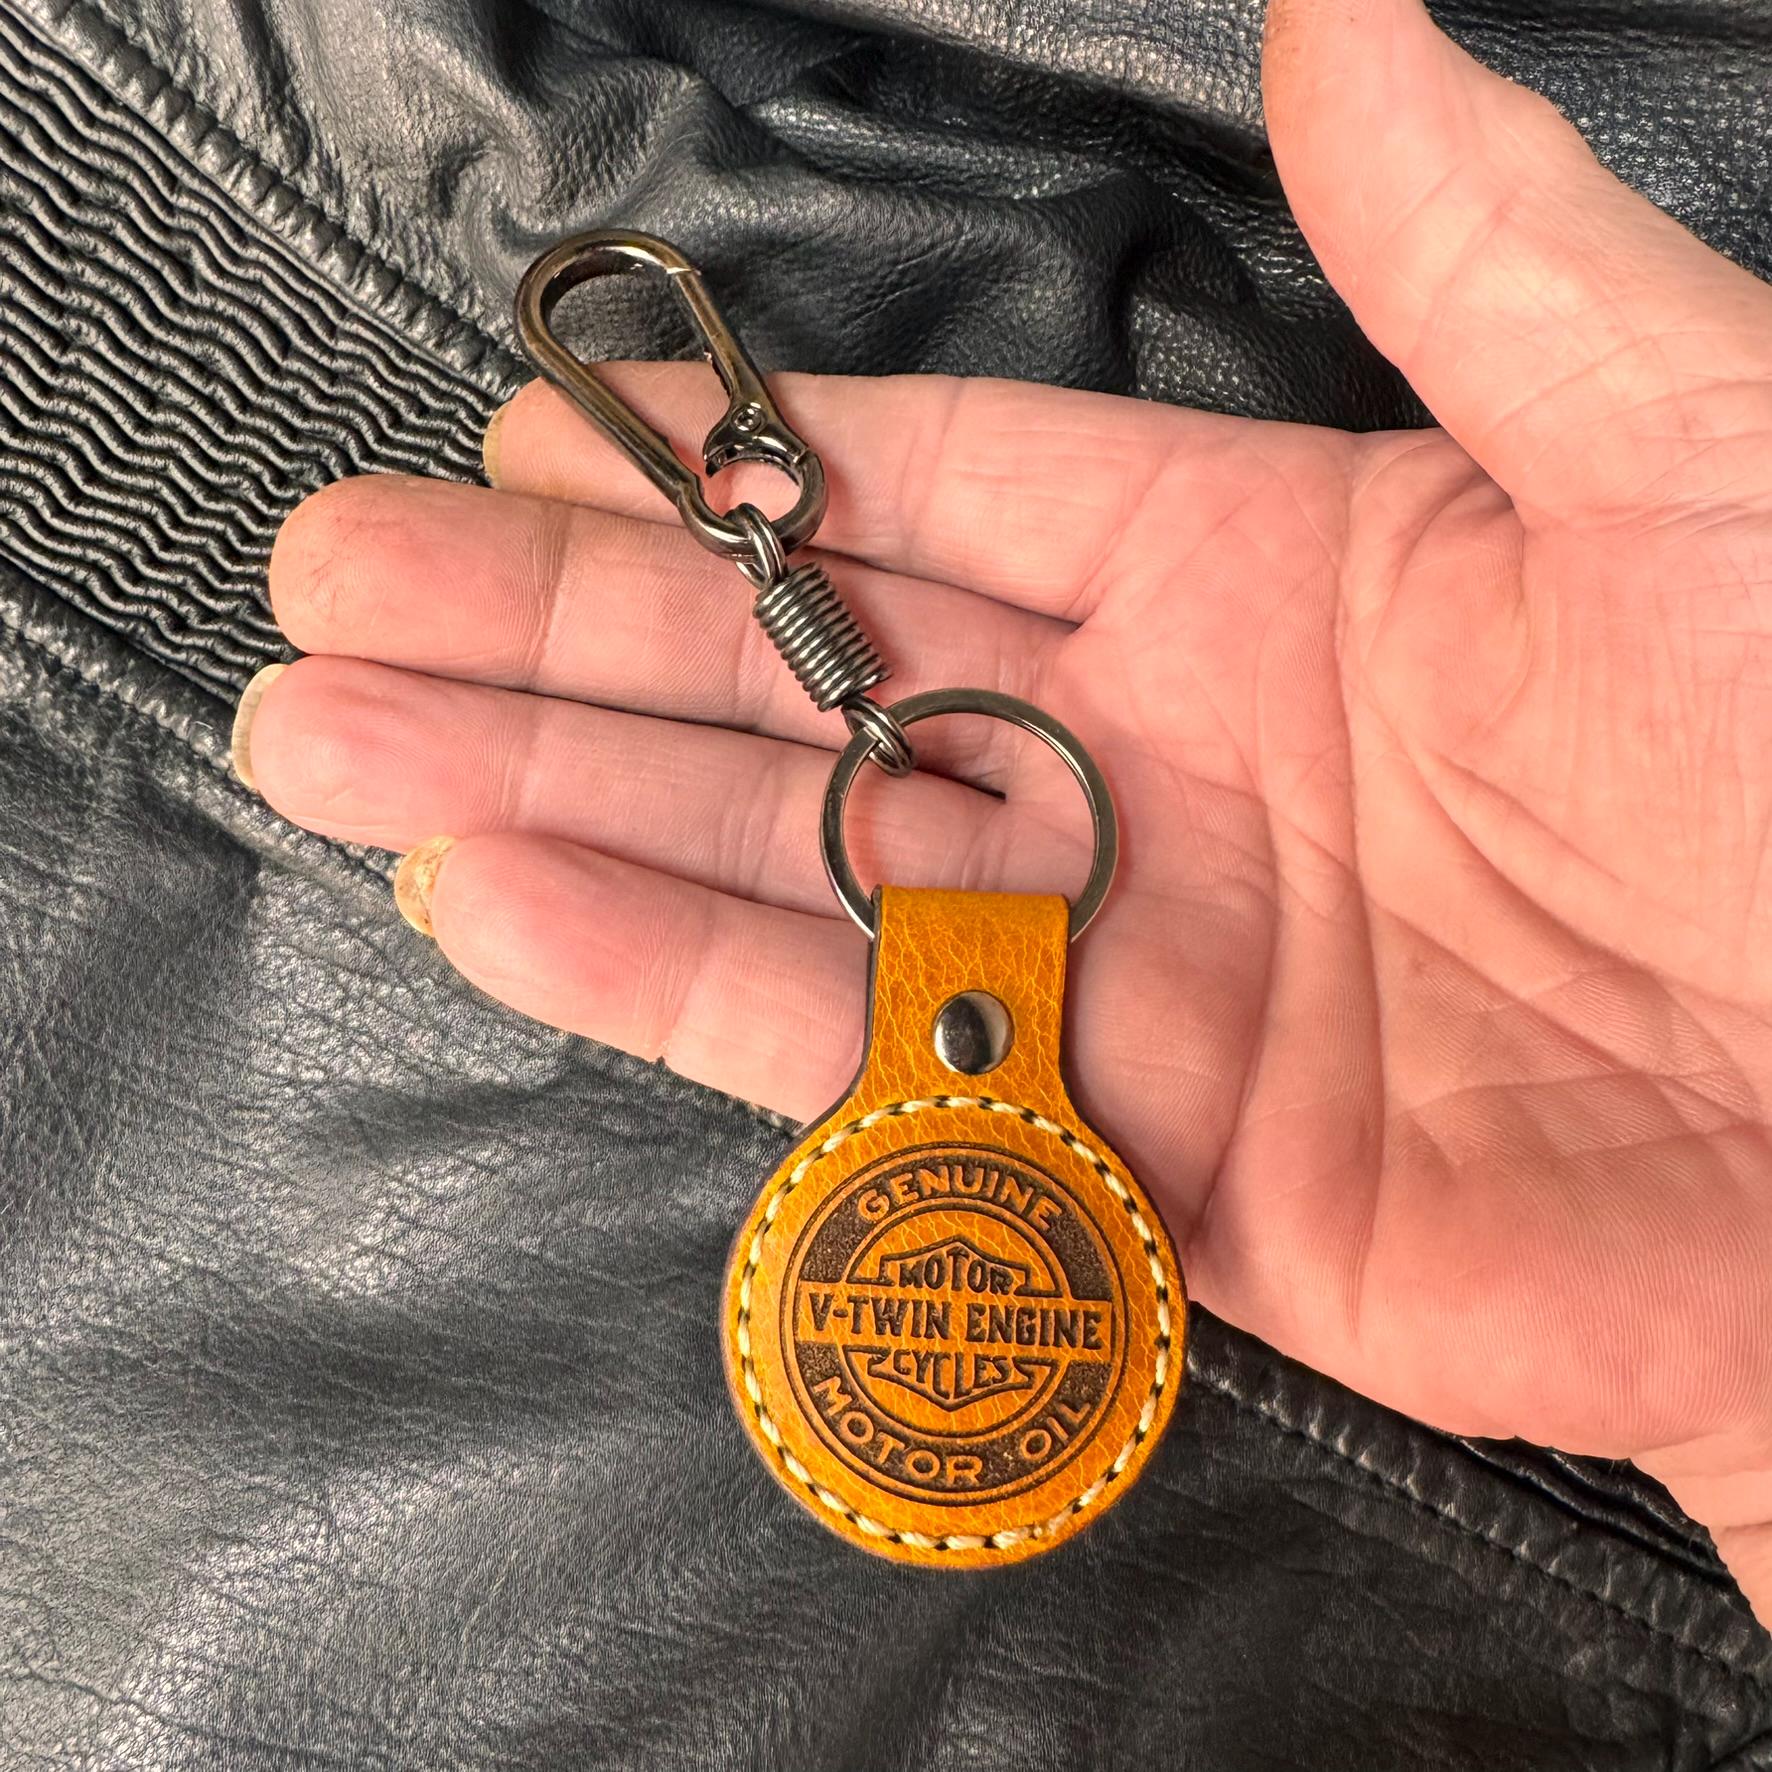 GENUINE
MOTOR
V-TWIN ENGINE
CYCLES
MOTOR OIL